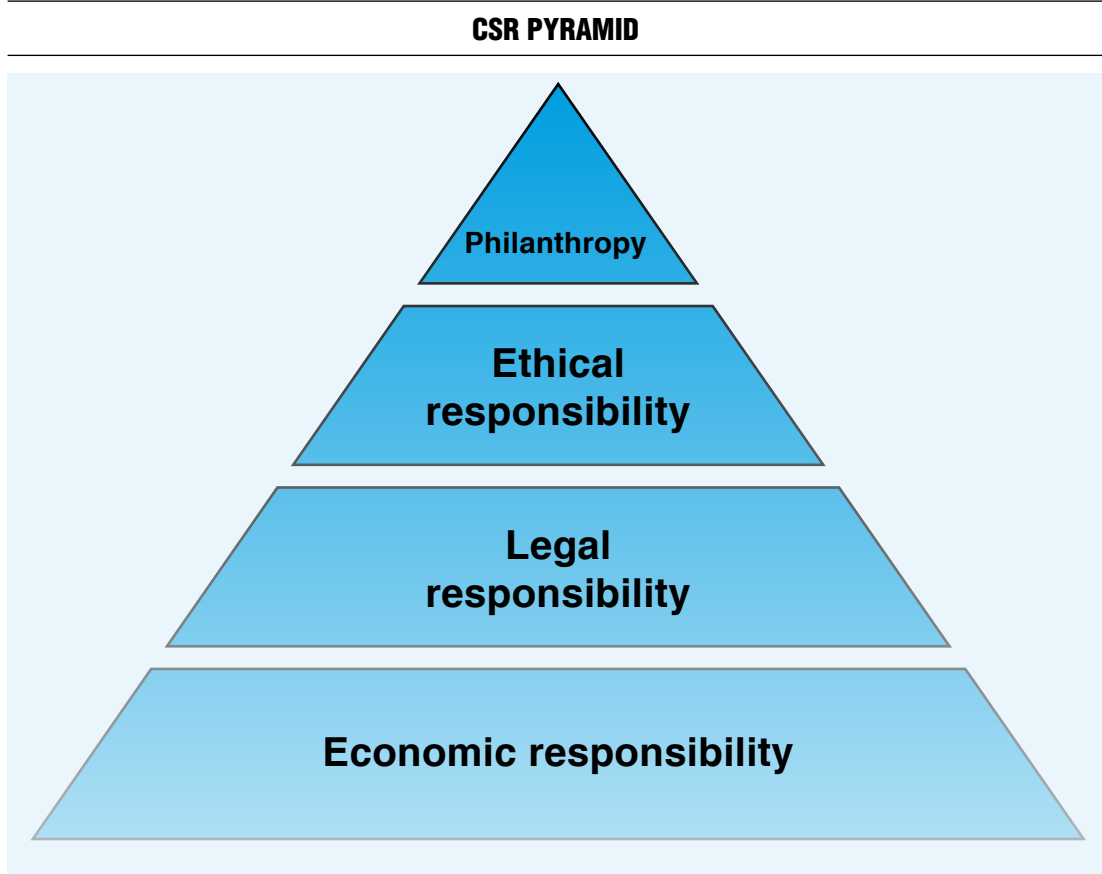 CSR PYRAMID
Philanthropy
Ethical
responsibility
Legal
responsibility
Economic responsibility